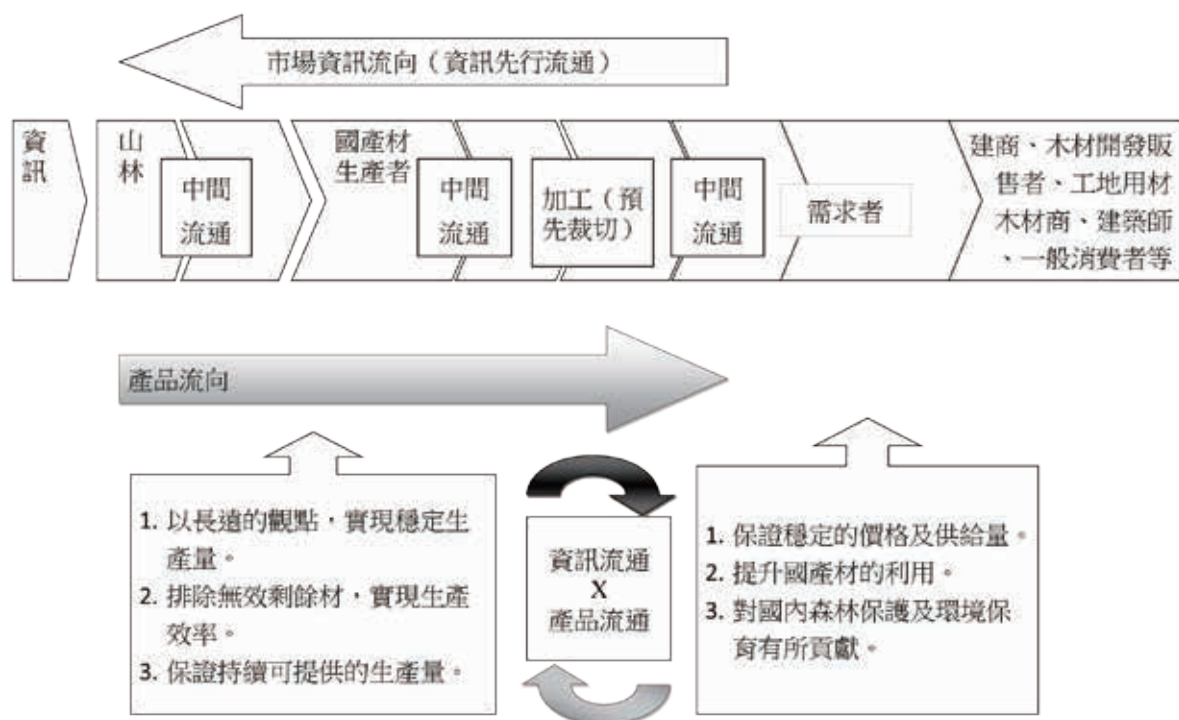 市場資訊流向（資訊先行流通）
資
訊
山
林
中間
流通
國產材
生產者
中間
流通
加工（預
先裁切）
中間
流通
需求者
建商、木材開發販
售者、工地用材
木材商、建築師
、一般消費者等
產品流向
1. 以長遠的觀點，實現穩定生
產量。
2. 排除無效剩餘材，實現生產
效率。
3. 保證持續可提供的生產量。
資訊流通
X
產品流通
1. 保證穩定的價格及供給量。
2. 提升國產材的利用。
3. 對國內森林保護及環境保
育有所貢獻。